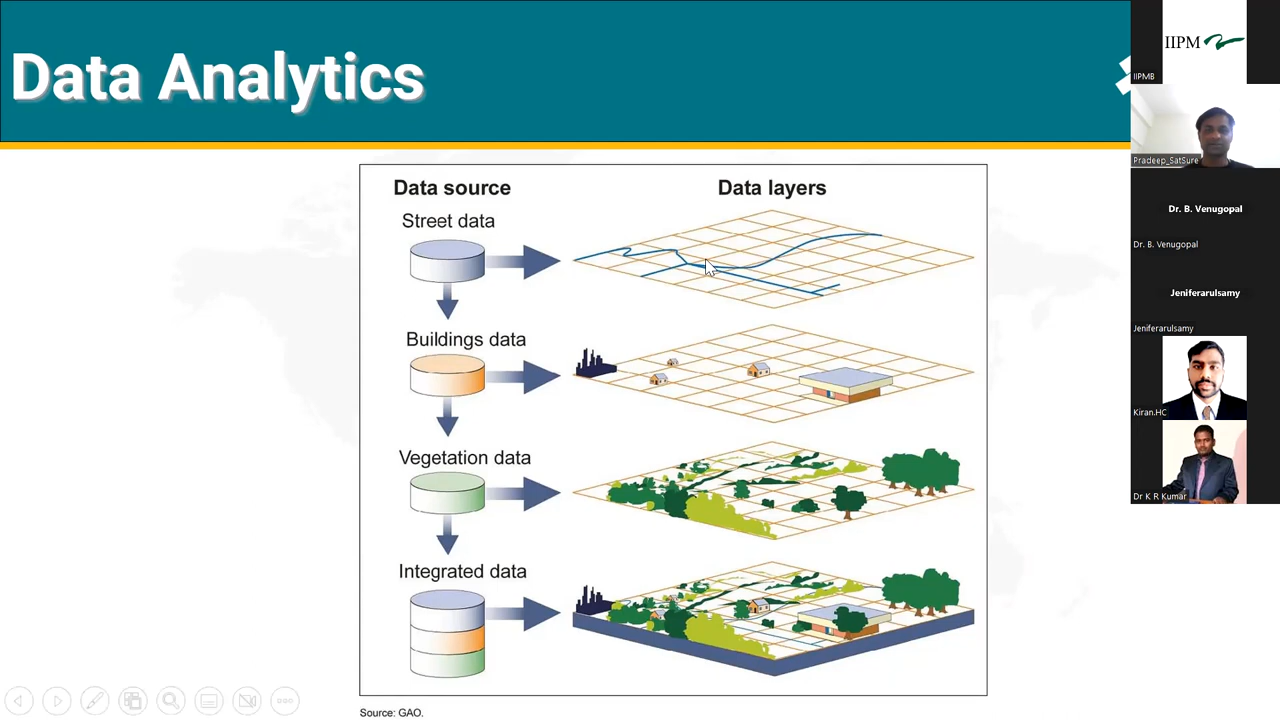 Data Analytics
Data source
Data layers
Street data
Buildings data
Vegetation data
Integrated data
Source: GAO.
IIPM
IIPMB
Pradeep_SatSure
Dr. B. Venugopal
Dr. B. Venugopal
Jeniferarulsamy
Jeniferarulsamy
Kiran.HC
Dr K R Kumar